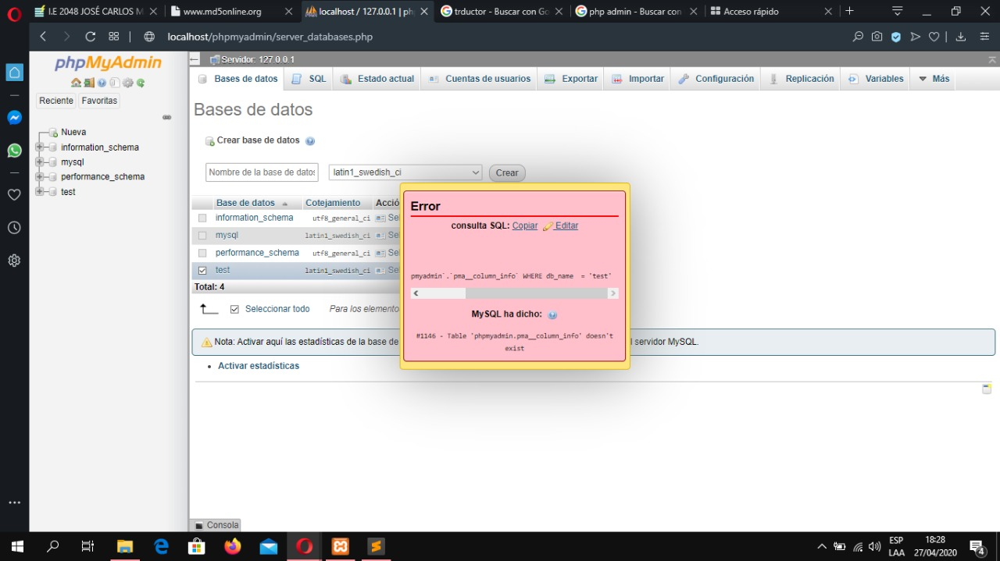 I.E 2048 JOSÉ CARLOS M
www.md5online.org
localhost / 127.0.0.1 | ph
trductor - Buscar con Go
php admin - Buscar con
Acceso rápido
localhost/phpmyadmin/server_databases.php
phpMyAdmin
Reciente
Favoritas
Nueva
information_schema
mysql
performance_schema
test
Servidor: 127.0.0.1
Bases de datos
SQL
Estado actual
Cuentas de usuarios
Exportar
Importar
Configuración
Replicación
Variables
Más
Bases de datos
Crear base de datos
Nombre de la base de datos
latin1_swedish_ci
Crear
Base de datos Cotejamiento Acció
information_schema utf8_general_ci Se
mysql latin1_swedish_ci Se
performance_schema utf8_general_ci Se
test latin1_swedish_ci Se
Total: 4
Seleccionar todo Para los elemento
Nota: Activar aquí las estadísticas de la base de
l servidor MySQL.
Activar estadísticas
Error
consulta SQL: Copiar Editar
pmyadmin`.`pma__column_info` WHERE db_name = 'test'
MySQL ha dicho:
#1146 - Table 'phpmyadmin.pma__column_info' doesn't
exist
Consola
ESP
LAA
18:28
27/04/2020
4